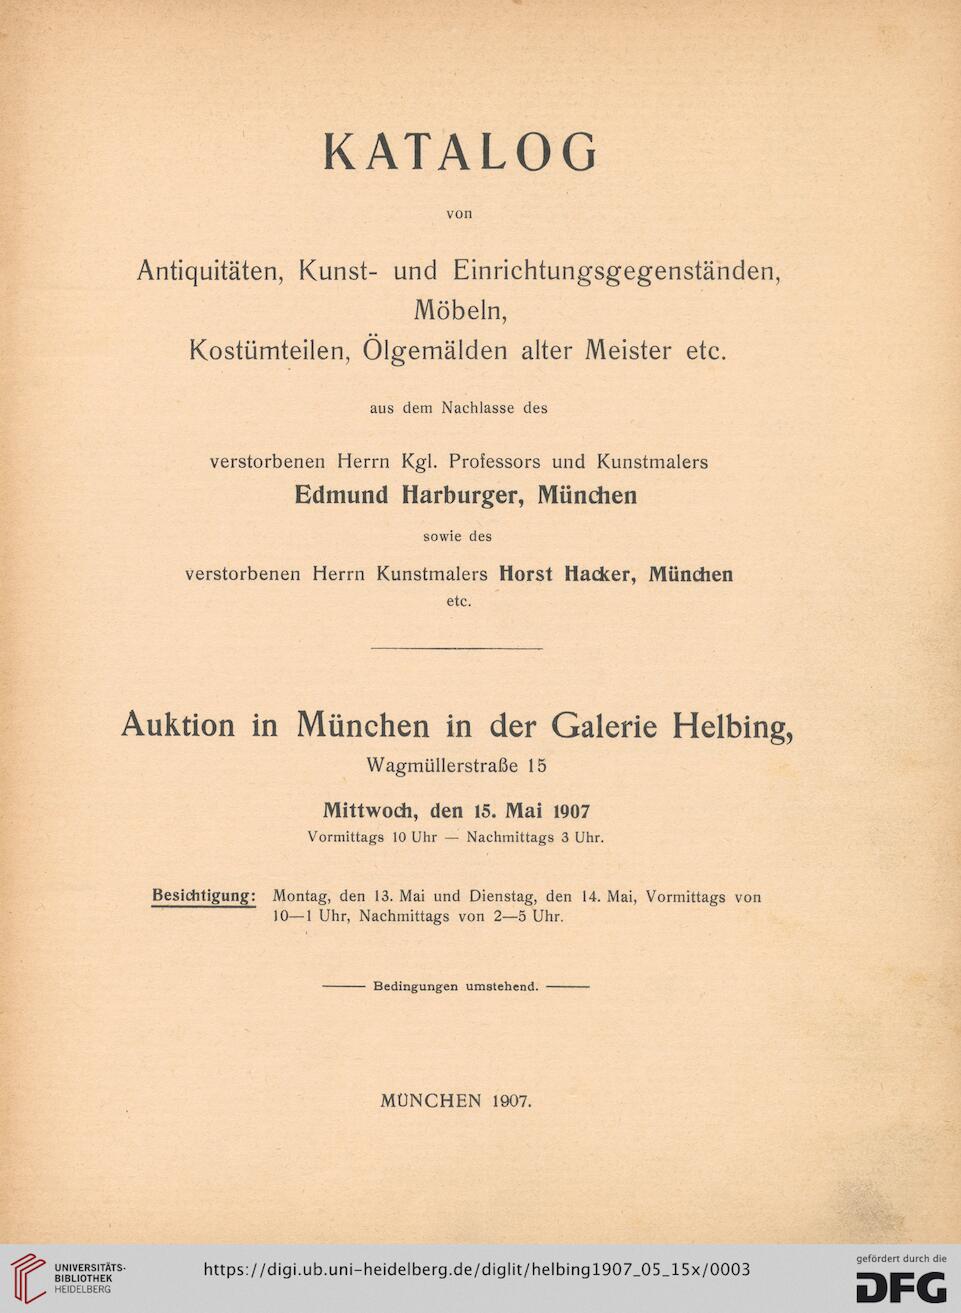 KATALOG
von
Antiquitäten, Kunst- und Einrichtungsgegenständen,
Möbeln,
Kostümteilen, Ölgemälden alter Meister etc.
aus dem Nachlasse des
verstorbenen Herrn Kgl. Professors und Kunstmalers
Edmund Harburger, München
sowie des
verstorbenen Herrn Kunstmalers Horst Hacker, München
etc.
Auktion in München in der Galerie Helbing,
Wagmüllerstraße 15
Mittwoch, den 15. Mai 1907
Vormittags 10 Uhr — Nachmittags 3 Uhr.
Besichtigung: Montag, den 13. Mai und Dienstag, den 14. Mai, Vormittags von
10—1 Uhr, Nachmittags von 2—5 Uhr.
Bedingungen umstehend.
MÜNCHEN 1907.
UNIVERSITÄTS-
BIBLIOTHEK
HEIDELBERG
https://digi.ub.uni-heidelberg.de/diglit/helbing1907_05_15x/0003
gefördert durch die
DFG